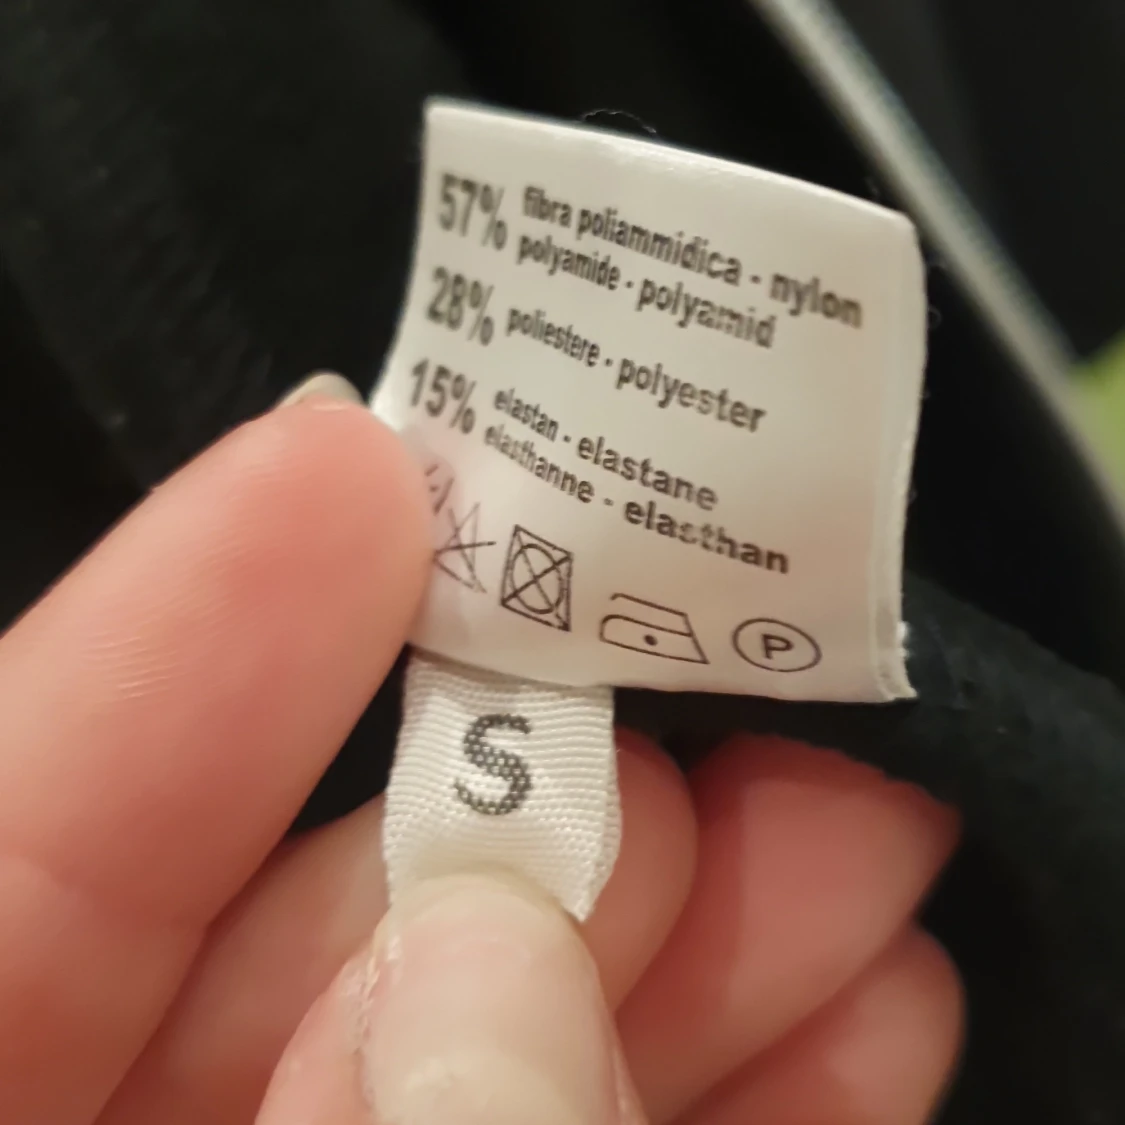 57% fibra poliammidica - nylon
polyamide - polyamid
28% poliestere - polyester
15% elastan - elastane
elasthanne - elasthan
P
S